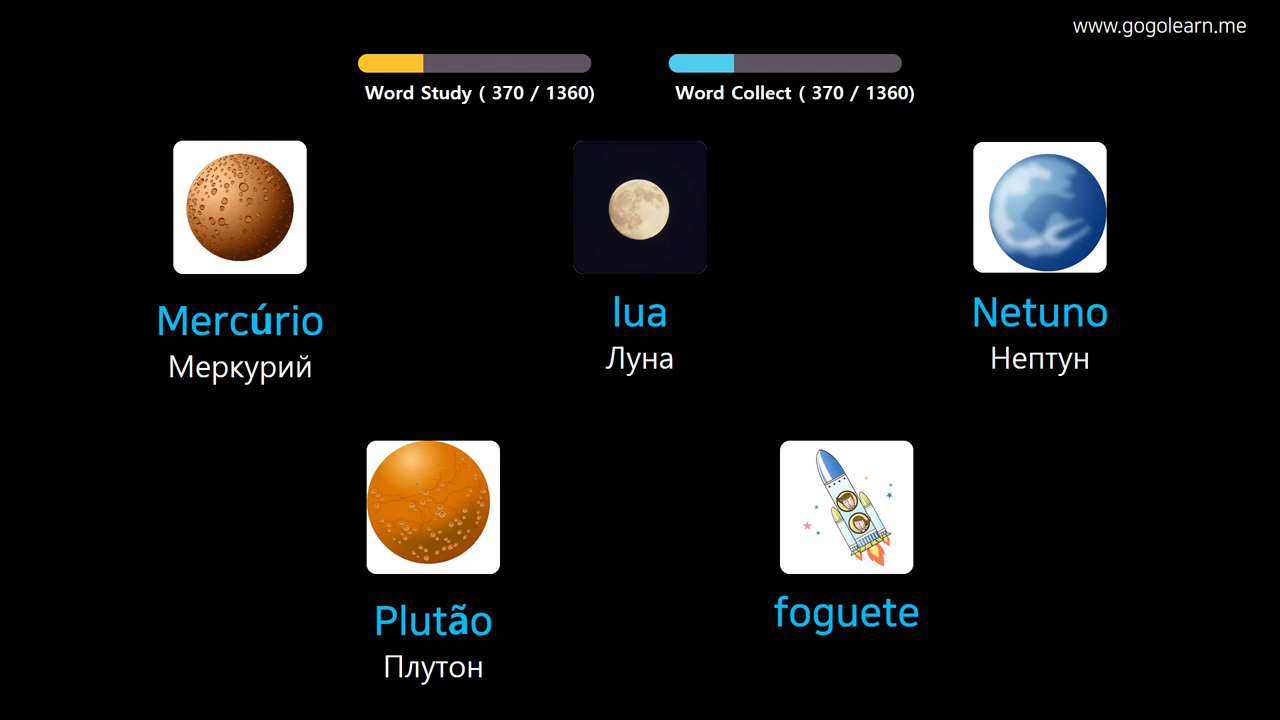 www.gogolearn.me
Word Study ( 370 / 1360)
Word Collect ( 370 / 1360)
Mercúrio
Меркурий
lua
Луна
Netuno
Нептун
Plutão
Плутон
foguete